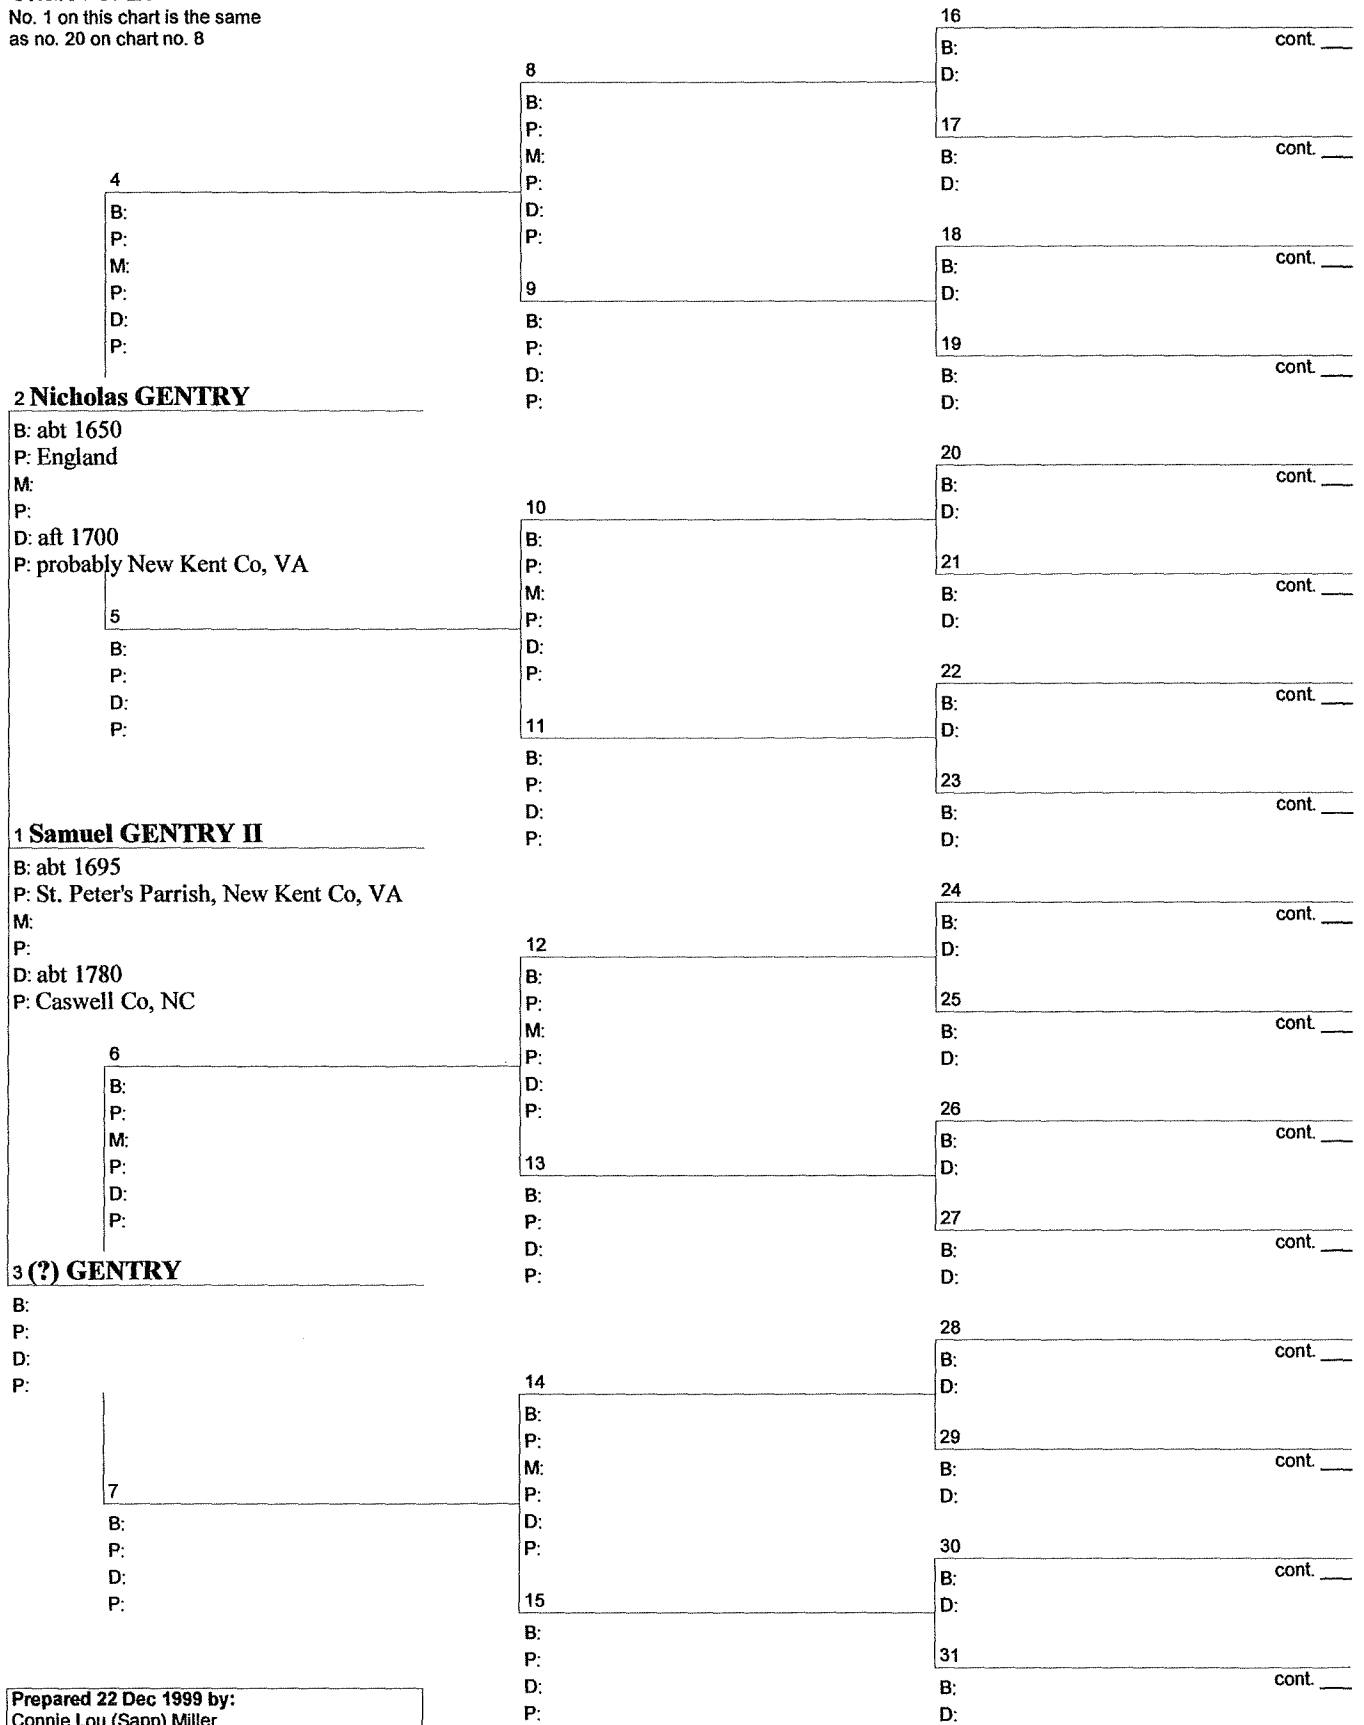 No. 1 on this chart is the same
as no. 20 on chart no. 8
16
cont. ___
B:
D:
8
B:
P:
M:
P:
D:
P:
17
cont. ___
B:
D:
4
B:
P:
M:
P:
D:
P:
18
cont. ___
B:
D:
9
B:
P:
D:
P:
19
cont. ___
B:
D:
2 Nicholas GENTRY
B: abt 1650
P: England
M:
P:
D: aft 1700
P: probably New Kent Co, VA
20
cont. ___
B:
D:
10
B:
P:
M:
P:
D:
P:
21
cont. ___
B:
D:
5
B:
P:
D:
P:
22
cont. ___
B:
D:
11
B:
P:
D:
P:
23
cont. ___
B:
D:
1 Samuel GENTRY II
B: abt 1695
P: St. Peter's Parrish, New Kent Co, VA
M:
P:
D: abt 1780
P: Caswell Co, NC
24
cont. ___
B:
D:
12
B:
P:
M:
P:
D:
P:
25
cont. ___
B:
D:
6
B:
P:
M:
P:
D:
P:
26
cont. ___
B:
D:
13
B:
P:
D:
P:
27
cont. ___
B:
D:
3 (?) GENTRY
B:
P:
D:
P:
28
cont. ___
B:
D:
14
B:
P:
M:
P:
D:
P:
29
cont. ___
B:
D:
7
B:
P:
D:
P:
30
cont. ___
B:
D:
15
B:
P:
D:
P:
31
cont. ___
B:
D:
Prepared 22 Dec 1999 by:
Connie Lou (Sapp) Miller